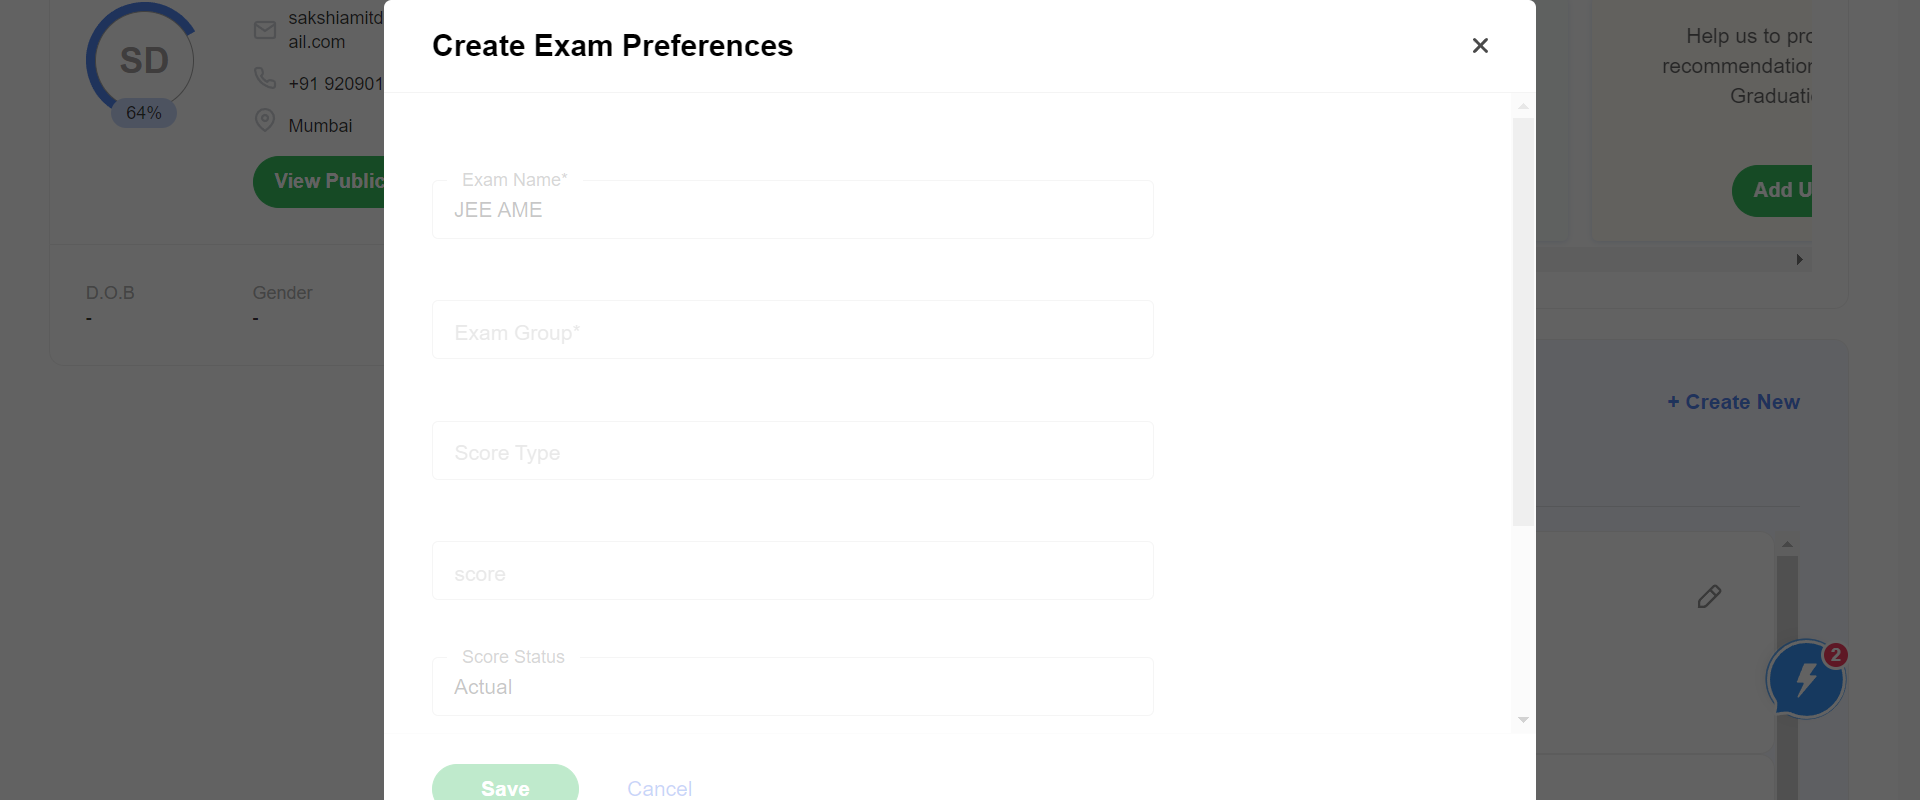 SD
64%
sakshiamitd
ail.com
+91 920901
Mumbai
View Public
D.O.B
-
Gender
-
Create Exam Preferences
Exam Name*
JEE AME
Exam Group*
Score Type
score
Score Status
Actual
Save
Cancel
Help us to pro
recommendation
Graduati
Add U
+ Create New
2